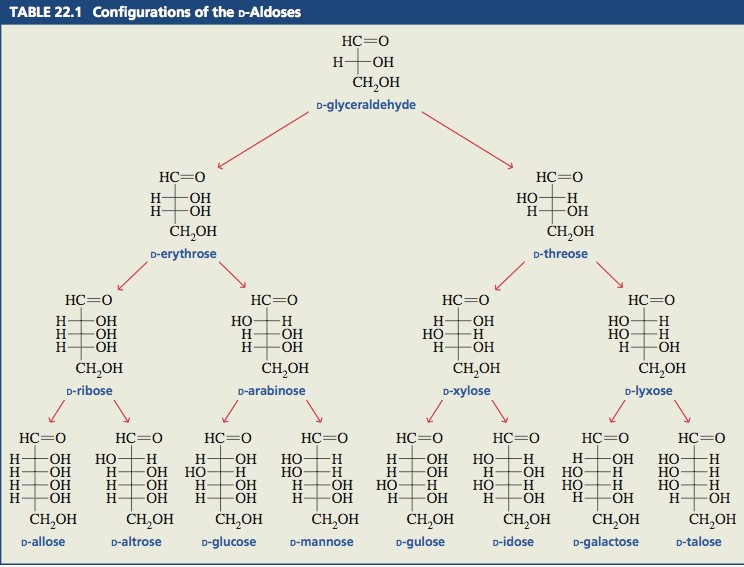 TABLE 22.1 Configurations of the D-Aldoses
HC=O
H OH
CH₂OH
D-glyceraldehyde
HC=O
H OH
H OH
CH₂OH
D-erythrose
HC=O
HO H
H OH
CH₂OH
D-threose
HC=O
H OH
H OH
H OH
CH₂OH
D-ribose
HC=O
HO H
H OH
H OH
CH₂OH
D-arabinose
HC=O
H OH
HO H
H OH
CH₂OH
D-xylose
HC=O
HO H
HO H
H OH
CH₂OH
D-lyxose
HC=O
H OH
H OH
H OH
H OH
CH₂OH
D-allose
HC=O
HO H
H OH
H OH
H OH
CH₂OH
D-altrose
HC=O
H OH
HO H
H OH
H OH
CH₂OH
D-glucose
HC=O
HO H
HO H
H OH
H OH
CH₂OH
D-mannose
HC=O
H OH
H OH
HO H
H OH
CH₂OH
D-gulose
HC=O
HO H
H OH
HO H
H OH
CH₂OH
D-idose
HC=O
H OH
HO H
HO H
H OH
CH₂OH
D-galactose
HC=O
HO H
HO H
HO H
H OH
CH₂OH
D-talose